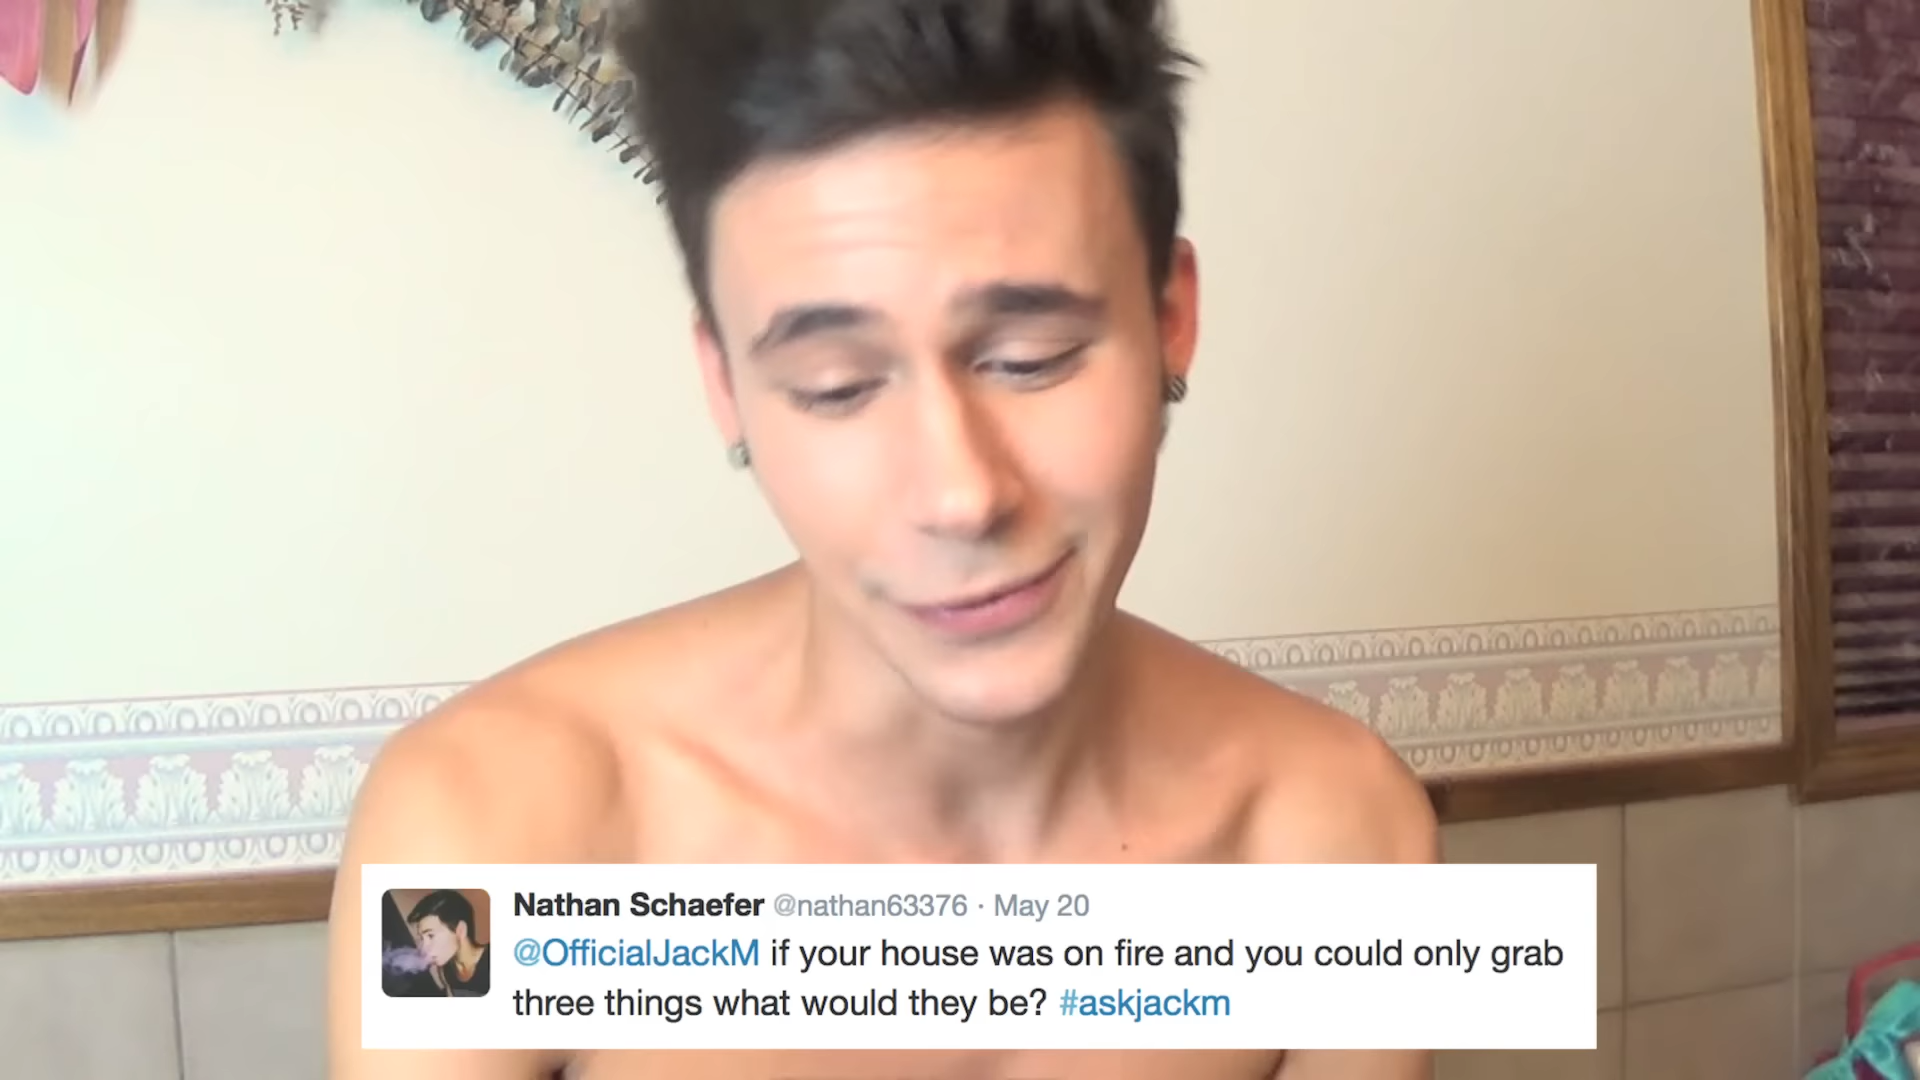 Nathan Schaefer @nathan63376 · May 20
@OfficialJackM if your house was on fire and you could only grab
three things what would they be? #askjackm